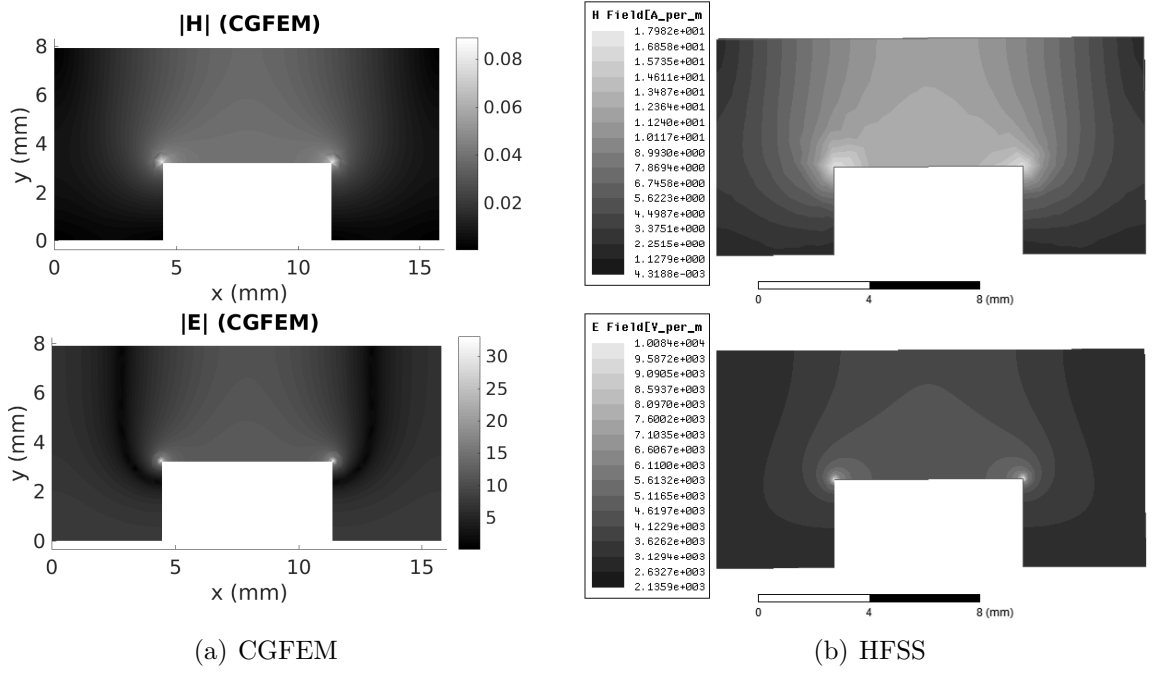 |H| (CGFEM)
8
6
4
2
0
y (mm)
0
5
10
15
x (mm)
0.08
0.06
0.04
0.02
H Field[A_per_m
1.7982e+001
1.6858e+001
1.5735e+001
1.4611e+001
1.3487e+001
1.2364e+001
1.1240e+001
1.0117e+001
8.9930e+000
7.8694e+000
6.7458e+000
5.6223e+000
4.4987e+000
3.3751e+000
2.2515e+000
1.1279e+000
4.3188e-003
0
4
8 (mm)
|E| (CGFEM)
8
6
4
2
0
y (mm)
0
5
10
15
x (mm)
30
25
20
15
10
5
E Field[V_per_m
1.0084e+004
9.5872e+003
9.0905e+003
8.5937e+003
8.0970e+003
7.6002e+003
7.1035e+003
6.6067e+003
6.1100e+003
5.6132e+003
5.1165e+003
4.6197e+003
4.1229e+003
3.6262e+003
3.1294e+003
2.6327e+003
2.1359e+003
0
4
8 (mm)
(a) CGFEM
(b) HFSS